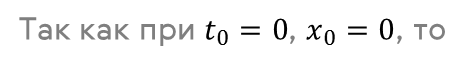 Так как при t₀ = 0, x₀ = 0, то